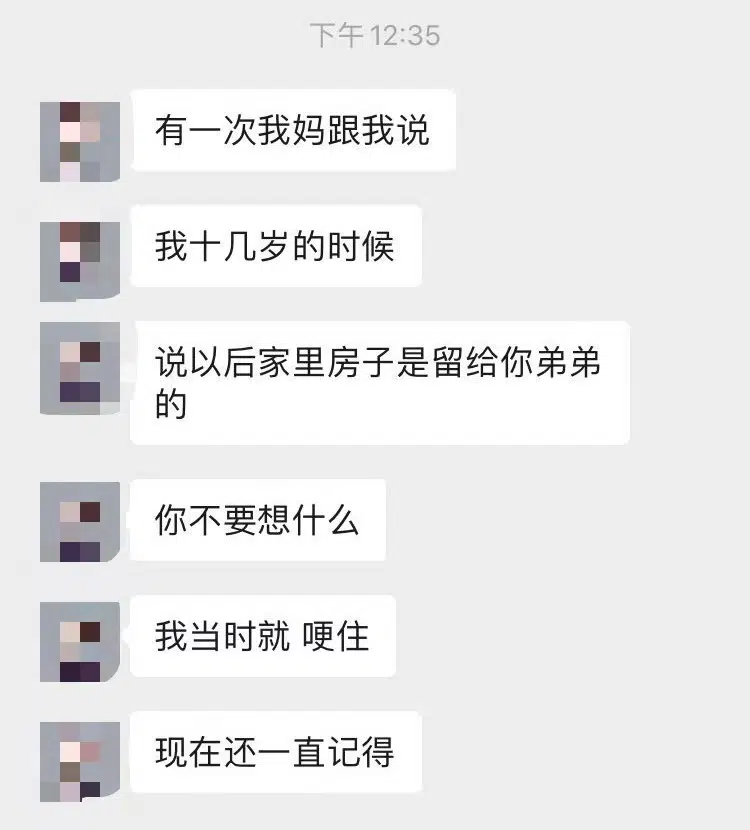 下午 12:35
有一次我妈跟我说
我十几岁的时候
说以后家里房子是留给你弟弟
的
你不要想什么
我当时就 哽住
现在还一直记得